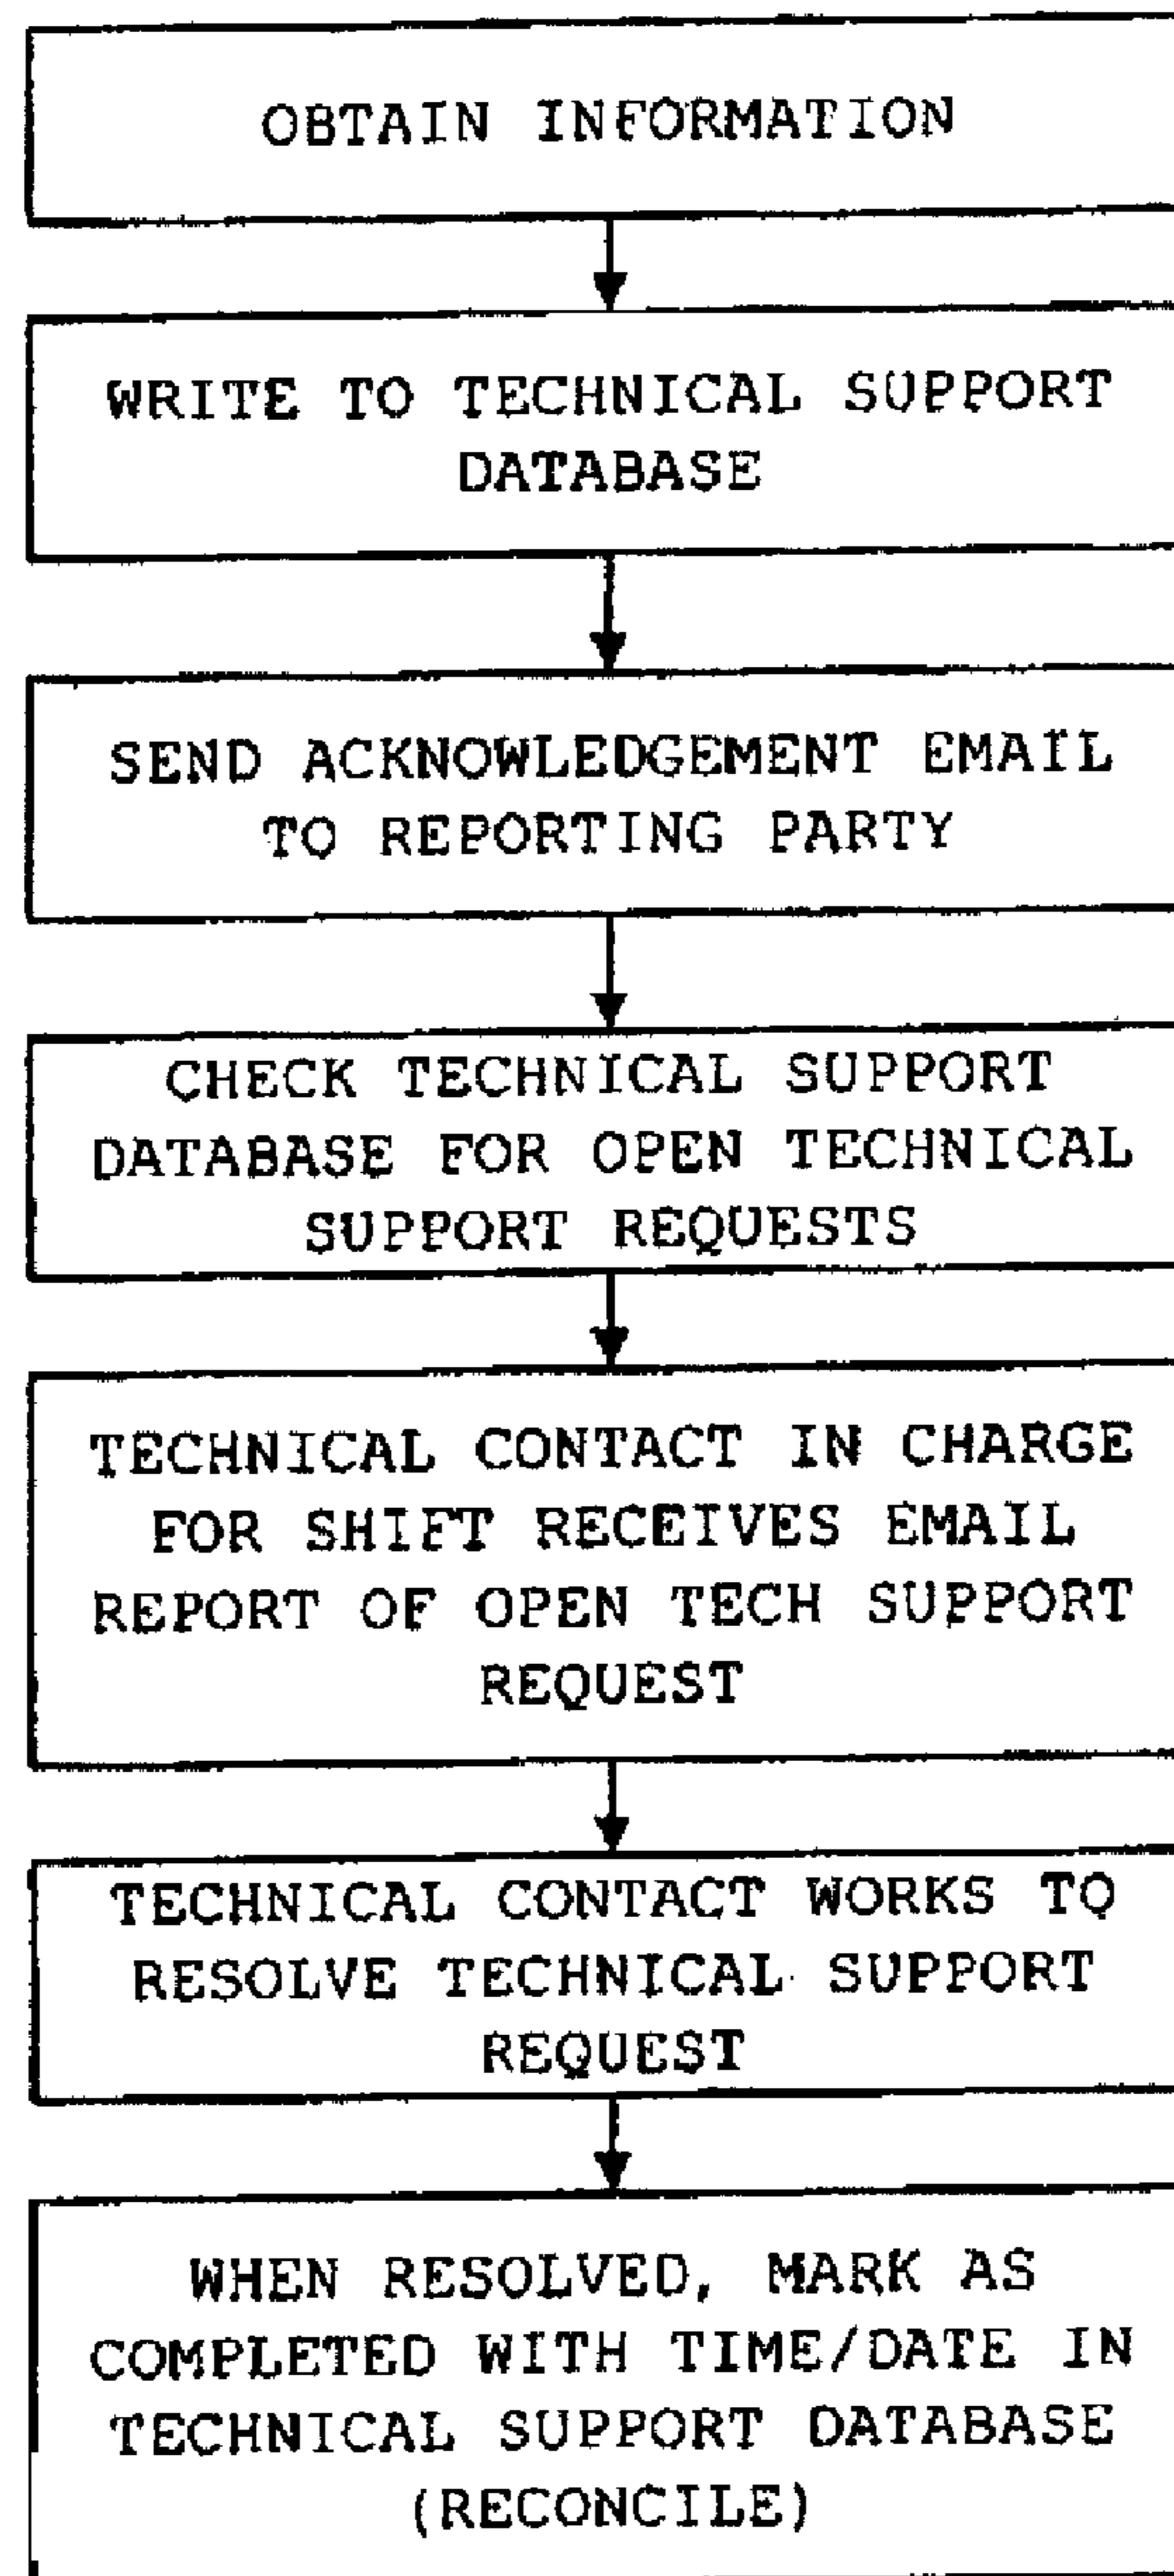 OBTAIN INFORMATION
WRITE TO TECHNICAL SUPPORT
DATABASE
SEND ACKNOWLEDGEMENT EMAIL
TO REPORTING PARTY
CHECK TECHNICAL SUPPORT
DATABASE FOR OPEN TECHNICAL
SUPPORT REQUESTS
TECHNICAL CONTACT IN CHARGE
FOR SHIFT RECEIVES EMAIL
REPORT OF OPEN TECH SUPPORT
REQUEST
TECHNICAL CONTACT WORKS TO
RESOLVE TECHNICAL SUPPORT
REQUEST
WHEN RESOLVED, MARK AS
COMPLETED WITH TIME/DATE IN
TECHNICAL SUPPORT DATABASE
(RECONCILE)